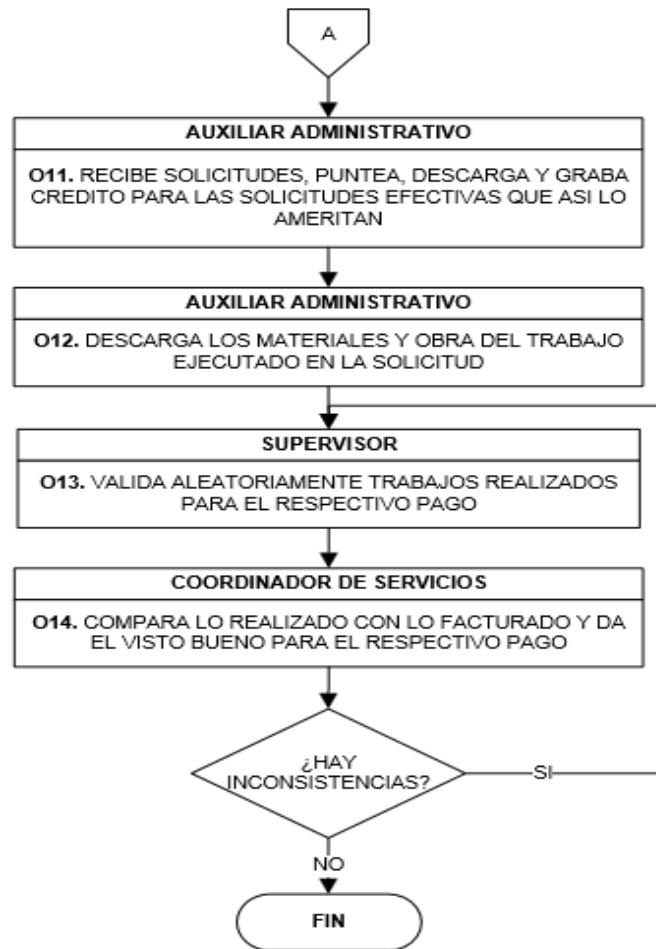 A
AUXILIAR ADMINISTRATIVO
O11. RECIBE SOLICITUDES, PUNTEA, DESCARGA Y GRABA
CREDITO PARA LAS SOLICITUDES EFECTIVAS QUE ASI LO
AMERITAN
AUXILIAR ADMINISTRATIVO
O12. DESCARGA LOS MATERIALES Y OBRA DEL TRABAJO
EJECUTADO EN LA SOLICITUD
SUPERVISOR
O13. VALIDA ALEATORIAMENTE TRABAJOS REALIZADOS
PARA EL RESPECTIVO PAGO
COORDINADOR DE SERVICIOS
O14. COMPARA LO REALIZADO CON LO FACTURADO Y DA
EL VISTO BUENO PARA EL RESPECTIVO PAGO
¿HAY
INCONSISTENCIAS?
SI
NO
FIN